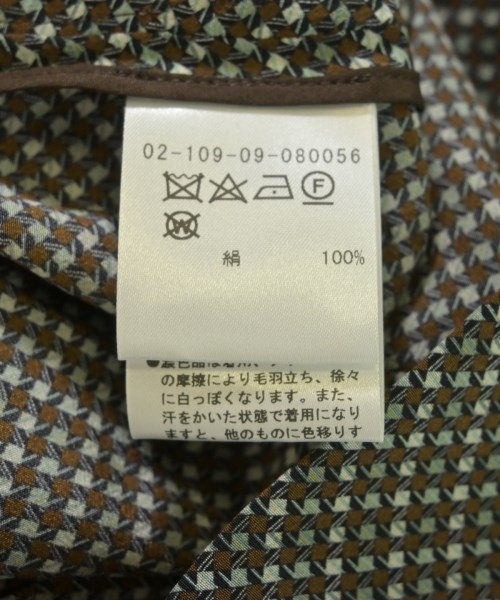 02-109-09-080056
F
W
絹 100%
の摩擦により毛羽立ち、徐々
に白っぽくなります。また、
汗をかいた状態で着用になり
ますと、他のものに色移りす